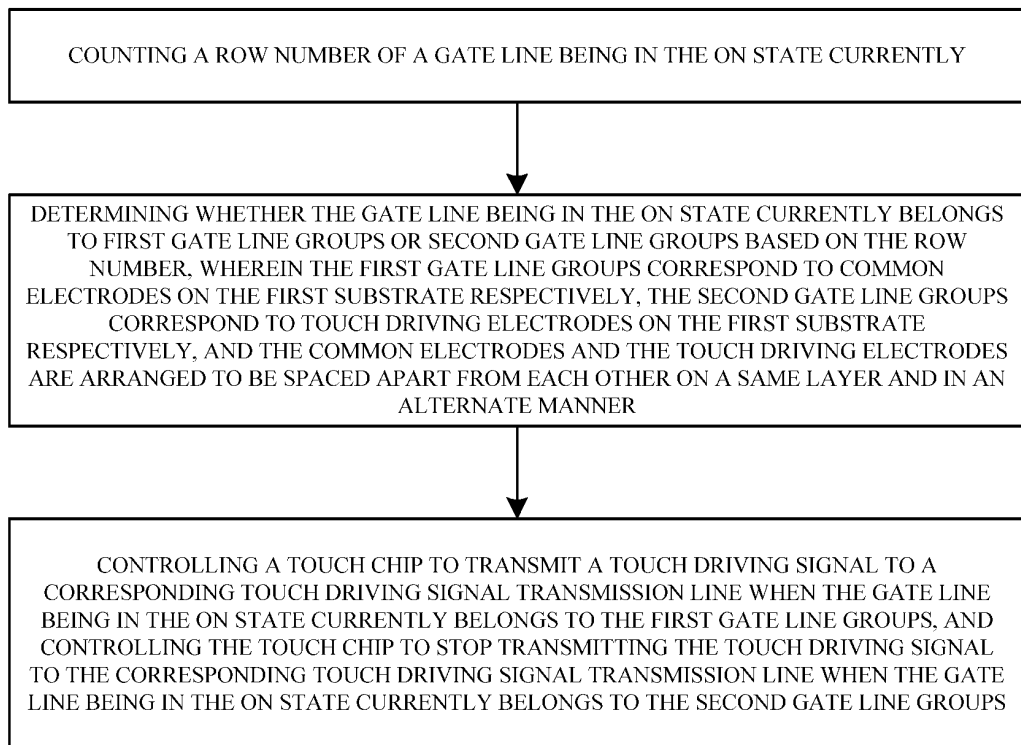 COUNTING A ROW NUMBER OF A GATE LINE BEING IN THE ON STATE CURRENTLY
DETERMINING WHETHER THE GATE LINE BEING IN THE ON STATE CURRENTLY BELONGS
TO FIRST GATE LINE GROUPS OR SECOND GATE LINE GROUPS BASED ON THE ROW
NUMBER, WHEREIN THE FIRST GATE LINE GROUPS CORRESPOND TO COMMON
ELECTRODES ON THE FIRST SUBSTRATE RESPECTIVELY, THE SECOND GATE LINE GROUPS
CORRESPOND TO TOUCH DRIVING ELECTRODES ON THE FIRST SUBSTRATE
RESPECTIVELY, AND THE COMMON ELECTRODES AND THE TOUCH DRIVING ELECTRODES
ARE ARRANGED TO BE SPACED APART FROM EACH OTHER ON A SAME LAYER AND IN AN
ALTERNATE MANNER
CONTROLLING A TOUCH CHIP TO TRANSMIT A TOUCH DRIVING SIGNAL TO A
CORRESPONDING TOUCH DRIVING SIGNAL TRANSMISSION LINE WHEN THE GATE LINE
BEING IN THE ON STATE CURRENTLY BELONGS TO THE FIRST GATE LINE GROUPS, AND
CONTROLLING THE TOUCH CHIP TO STOP TRANSMITTING THE TOUCH DRIVING SIGNAL
TO THE CORRESPONDING TOUCH DRIVING SIGNAL TRANSMISSION LINE WHEN THE GATE
LINE BEING IN THE ON STATE CURRENTLY BELONGS TO THE SECOND GATE LINE GROUPS